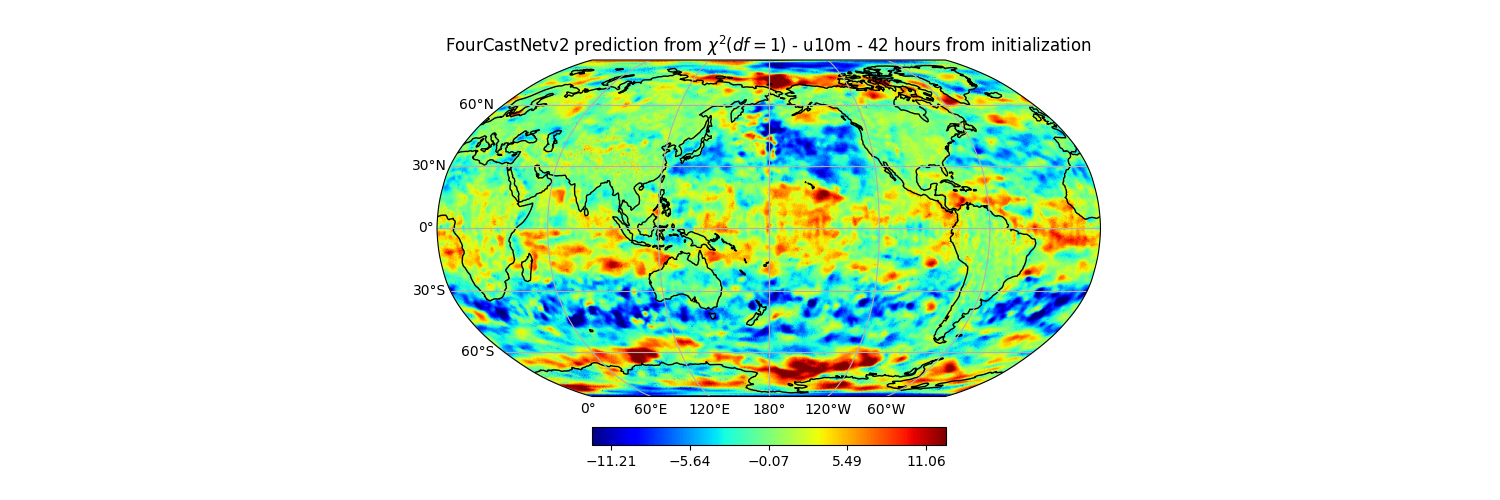 FourCastNetv2 prediction from χ²(df = 1) - u10m - 42 hours from initialization
60°N
30°N
0°
30°S
60°S
0° 60°E 120°E 180° 120°W 60°W
−11.21 −5.64 −0.07 5.49 11.06